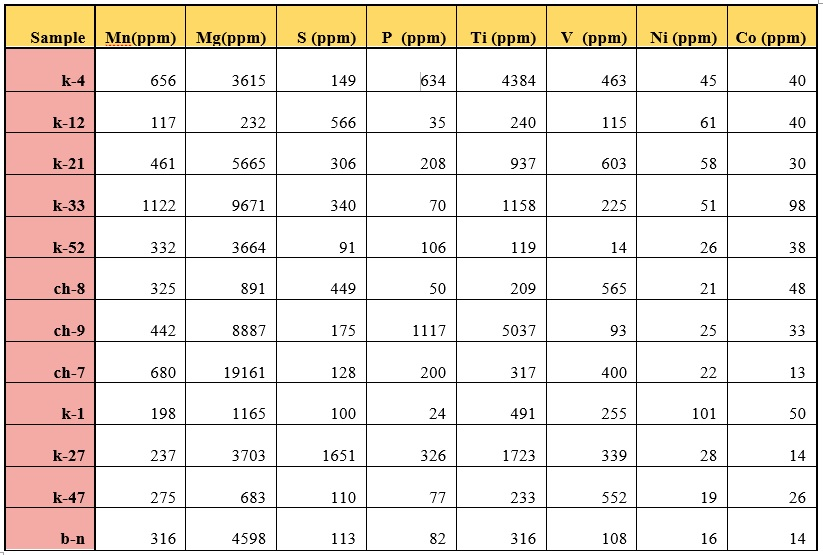 Sample Mn(ppm) Mg(ppm) S (ppm) P (ppm) Ti (ppm) V (ppm) Ni (ppm) Co (ppm)
k-4 656 3615 149 634 4384 463 45 40
k-12 117 232 566 35 240 115 61 40
k-21 461 5665 306 208 937 603 58 30
k-33 1122 9671 340 70 1158 225 51 98
k-52 332 3664 91 106 119 14 26 38
ch-8 325 891 449 50 209 565 21 48
ch-9 442 8887 175 1117 5037 93 25 33
ch-7 680 19161 128 200 317 400 22 13
k-1 198 1165 100 24 491 255 101 50
k-27 237 3703 1651 326 1723 339 28 14
k-47 275 683 110 77 233 552 19 26
b-n 316 4598 113 82 316 108 16 14